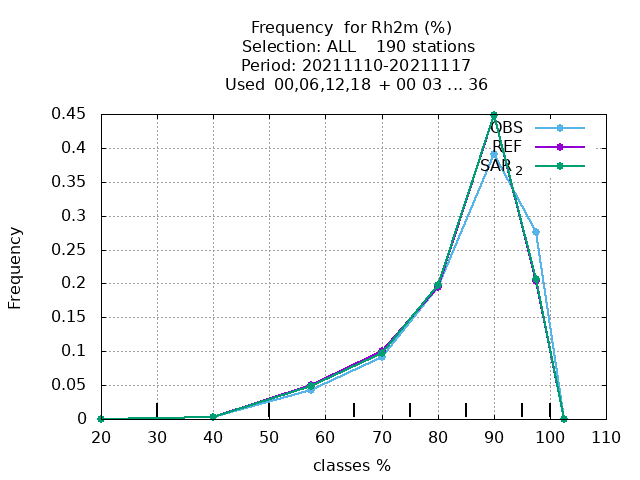 Frequency for Rh2m (%)
Selection: ALL 190 stations
Period: 20211110-20211117
Used 00,06,12,18 + 00 03 ... 36
0.45
0.4
0.35
0.3
0.25
0.2
0.15
0.1
0.05
0
Frequency
OBS
REF
SAR 2
20 30 40 50 60 70 80 90 100 110
classes %